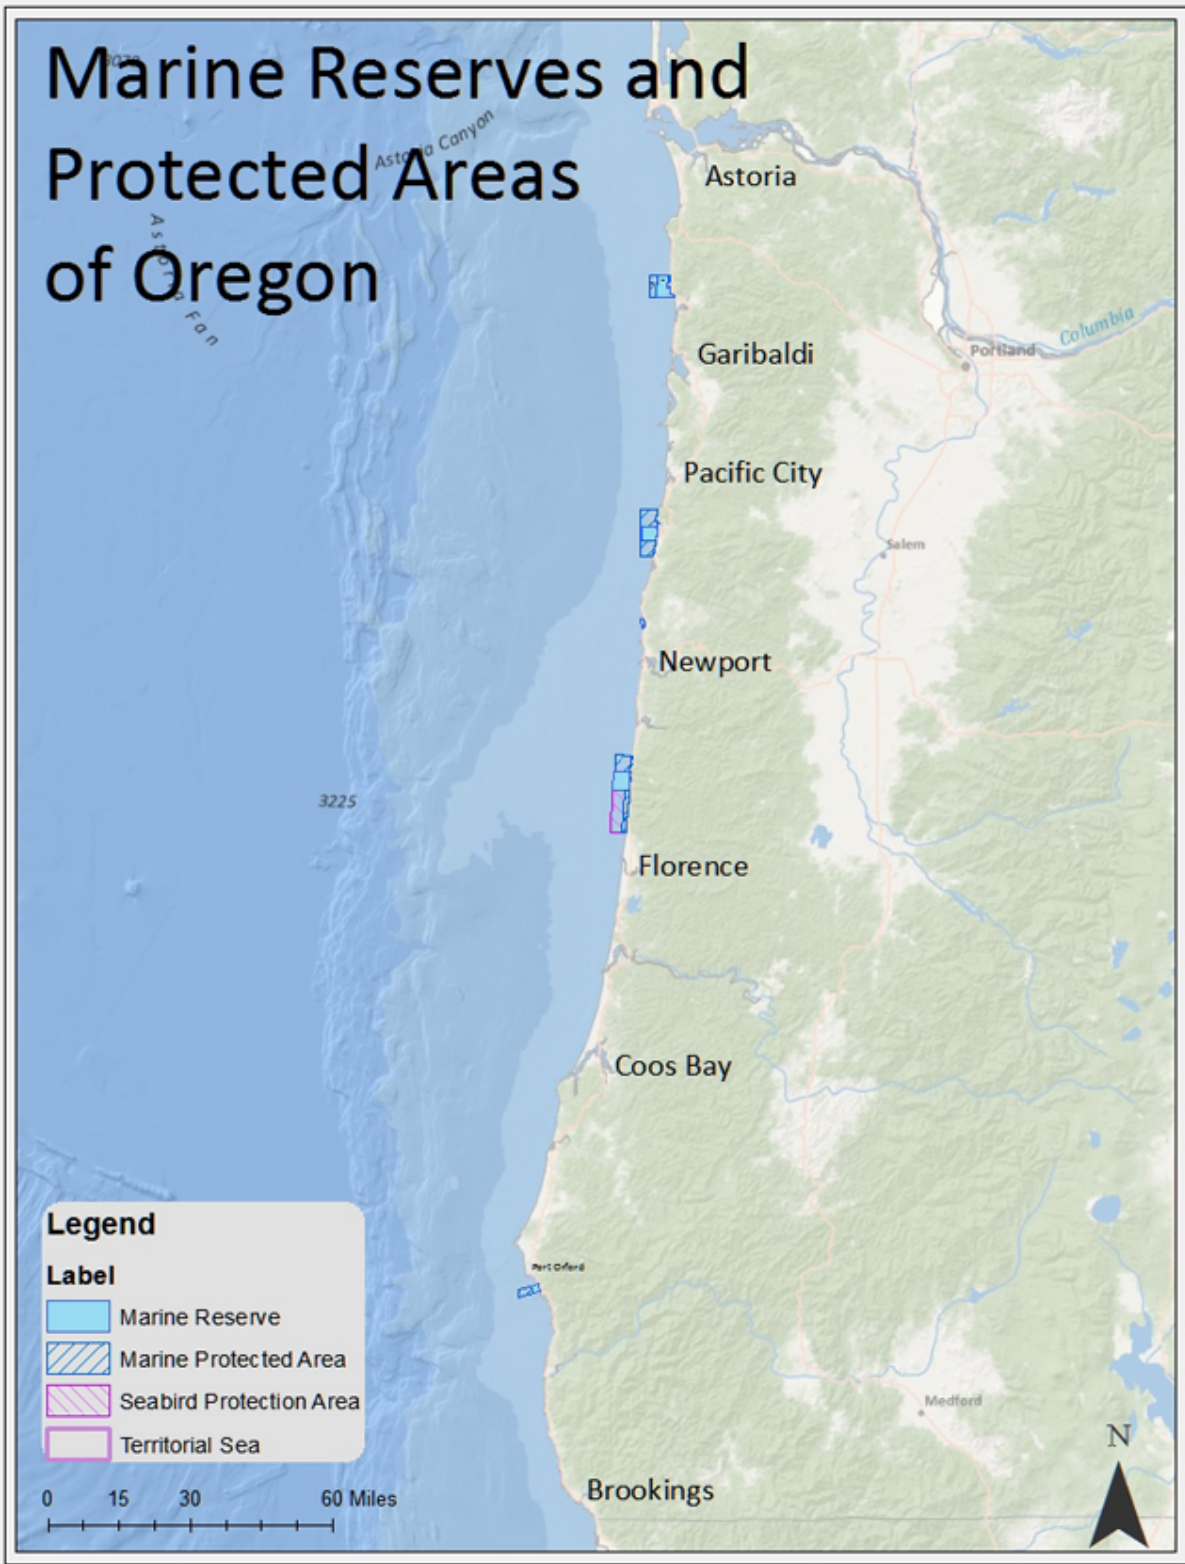 Marine Reserves and
Protected Areas
of Oregon
3070
Astoria Canyon
Astoria Fan
Astoria
Garibaldi
Columbia
Portland
Pacific City
Salem
Newport
3225
Florence
Coos Bay
Port Orford
Medford
Brookings
Legend
Label
Marine Reserve
Marine Protected Area
Seabird Protection Area
Territorial Sea
0 15 30 60 Miles
N